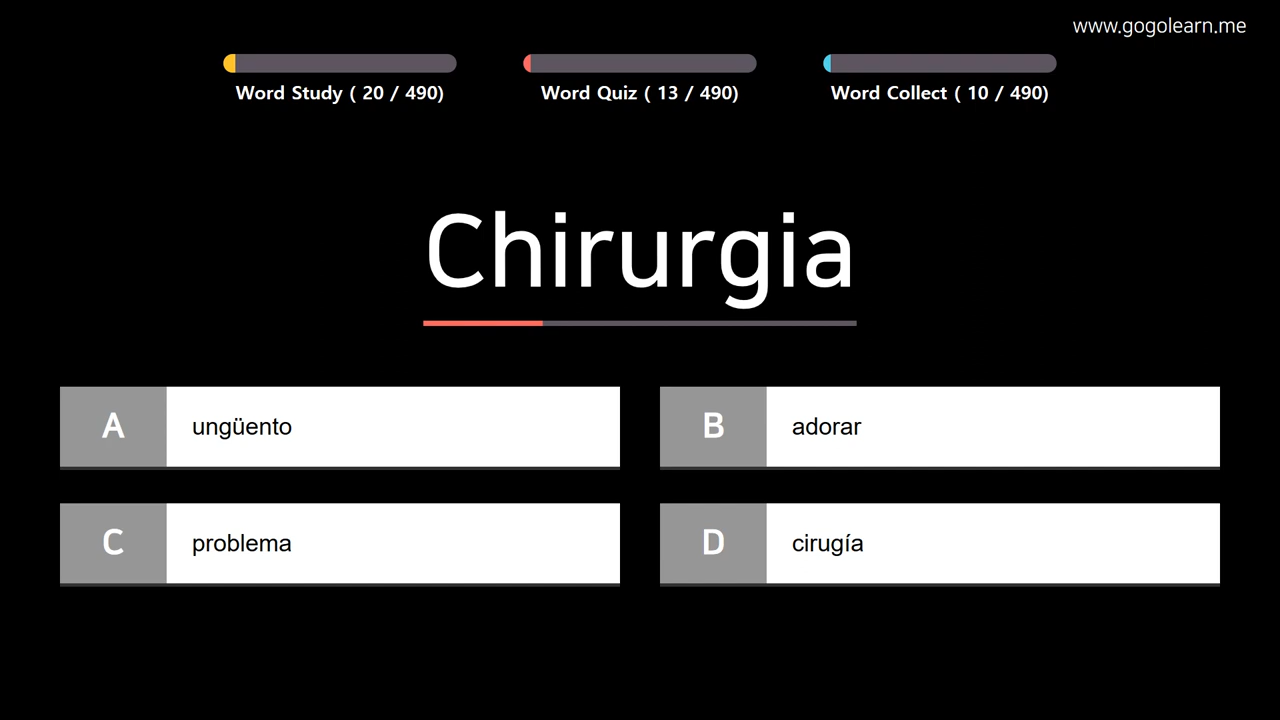 www.gogolearn.me
Word Study ( 20 / 490)
Word Quiz ( 13 / 490)
Word Collect ( 10 / 490)
Chirurgia
A
ungüento
B
adorar
C
problema
D
cirugía